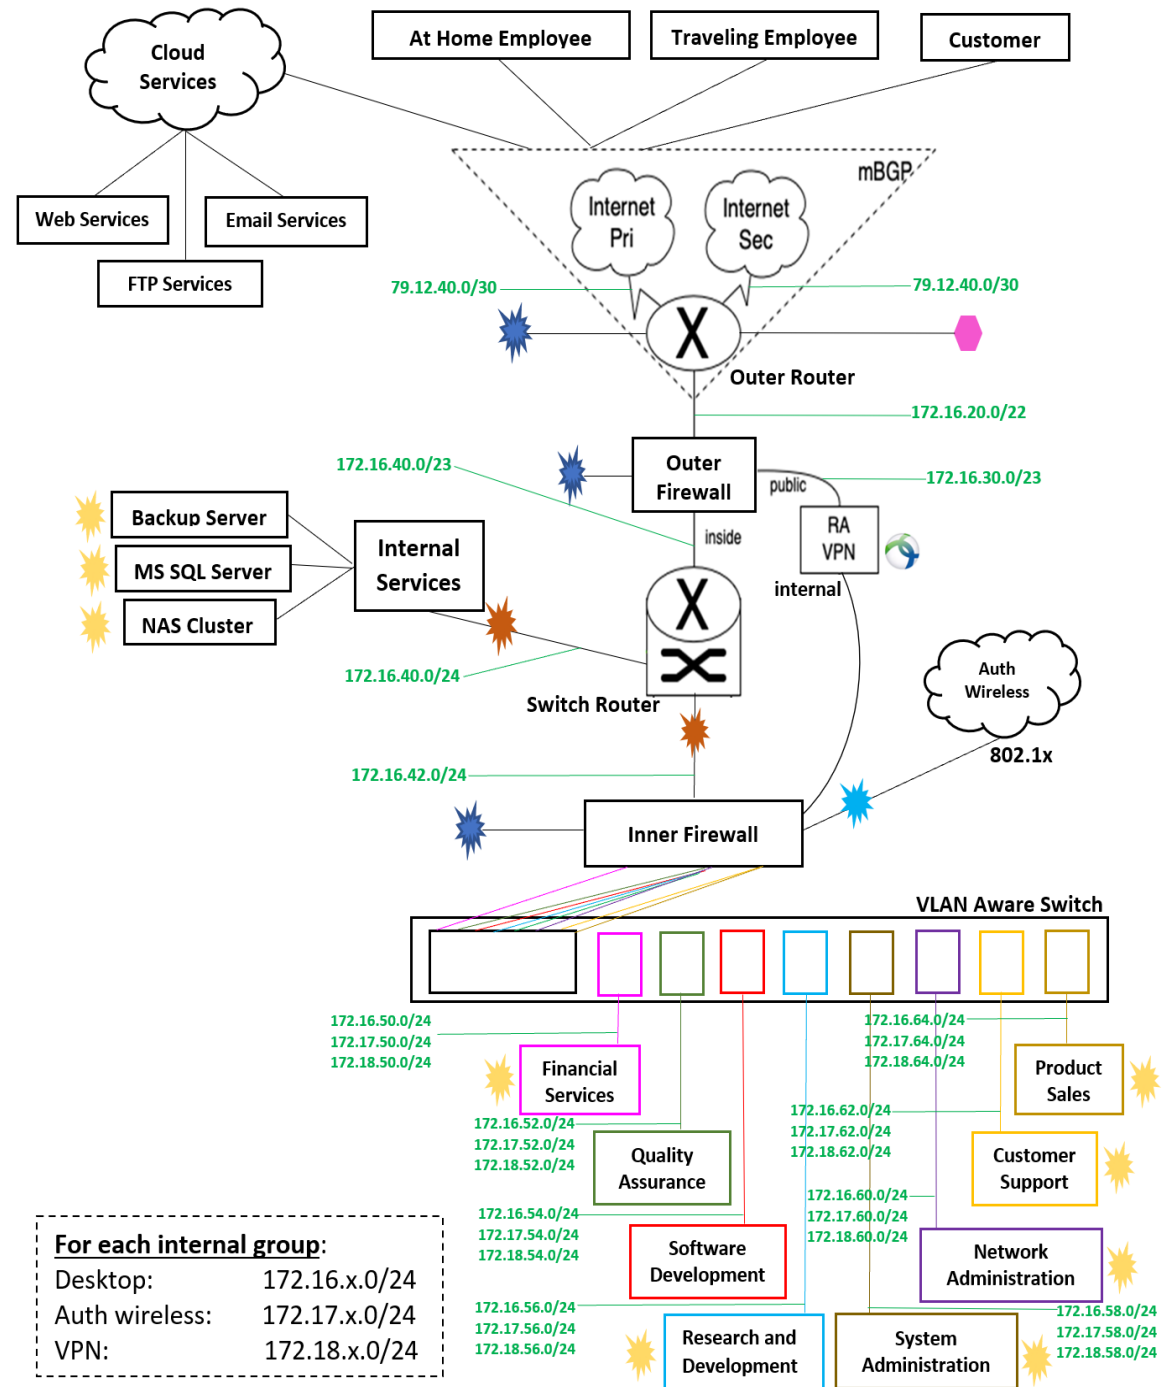 Cloud
Services
At Home Employee
Traveling Employee
Customer
mBGP
Web Services
Email Services
FTP Services
Internet
Pri
Internet
Sec
79.12.40.0/30
79.12.40.0/30
X
Outer Router
172.16.20.0/22
172.16.40.0/23
Outer
Firewall
public
172.16.30.0/23
RA
VPN
internal
inside
Backup Server
MS SQL Server
NAS Cluster
Internal
Services
X
172.16.40.0/24
Switch Router
Auth
Wireless
802.1x
172.16.42.0/24
Inner Firewall
VLAN Aware Switch
172.16.50.0/24
172.17.50.0/24
172.18.50.0/24
172.16.64.0/24
172.17.64.0/24
172.18.64.0/24
Financial
Services
Product
Sales
172.16.52.0/24
172.17.52.0/24
172.18.52.0/24
172.16.62.0/24
172.17.62.0/24
172.18.62.0/24
Quality
Assurance
Customer
Support
172.16.54.0/24
172.17.54.0/24
172.18.54.0/24
172.16.60.0/24
172.17.60.0/24
172.18.60.0/24
Software
Development
Network
Administration
172.16.56.0/24
172.17.56.0/24
172.18.56.0/24
172.16.58.0/24
172.17.58.0/24
172.18.58.0/24
Research and
Development
System
Administration
For each internal group:
Desktop: 172.16.x.0/24
Auth wireless: 172.17.x.0/24
VPN: 172.18.x.0/24